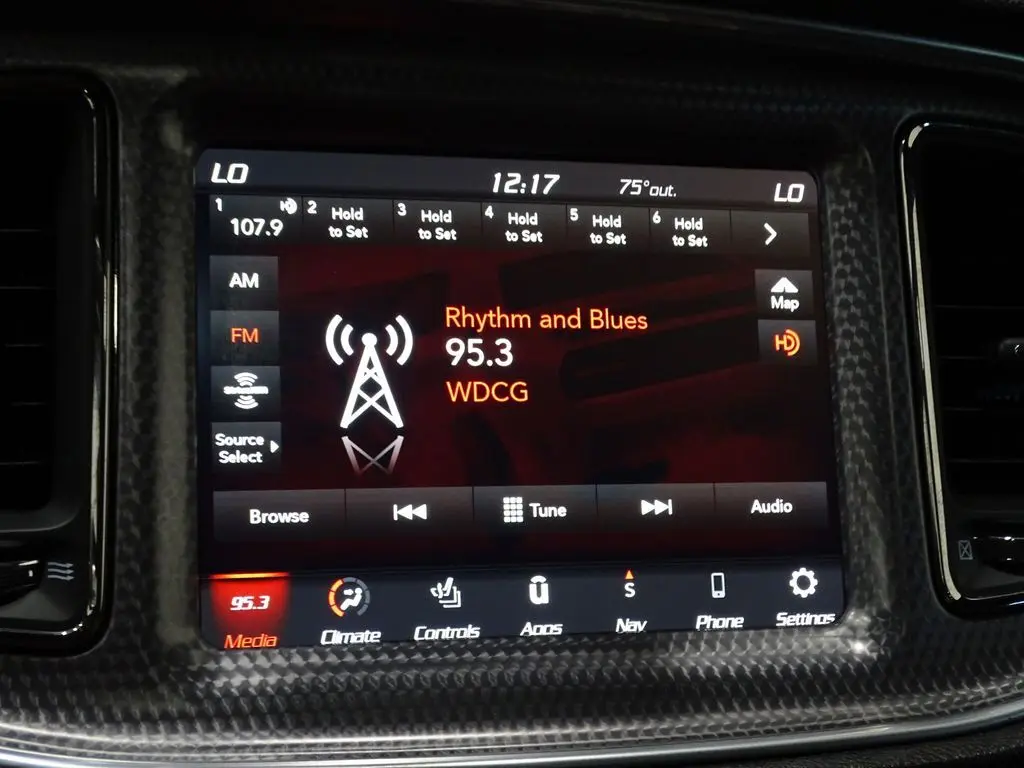 LO 12:17 75°out. LO
1 107.9
2 Hold
to Set
3 Hold
to Set
4 Hold
to Set
5 Hold
to Set
6 Hold
to Set
AM
FM
Source
Select
Rhythm and Blues
95.3
WDCG
Map
HD
Browse
Tune
Audio
95.3
Media
Climate
Controls
u
Apps
S
Nav
Phone
Settings